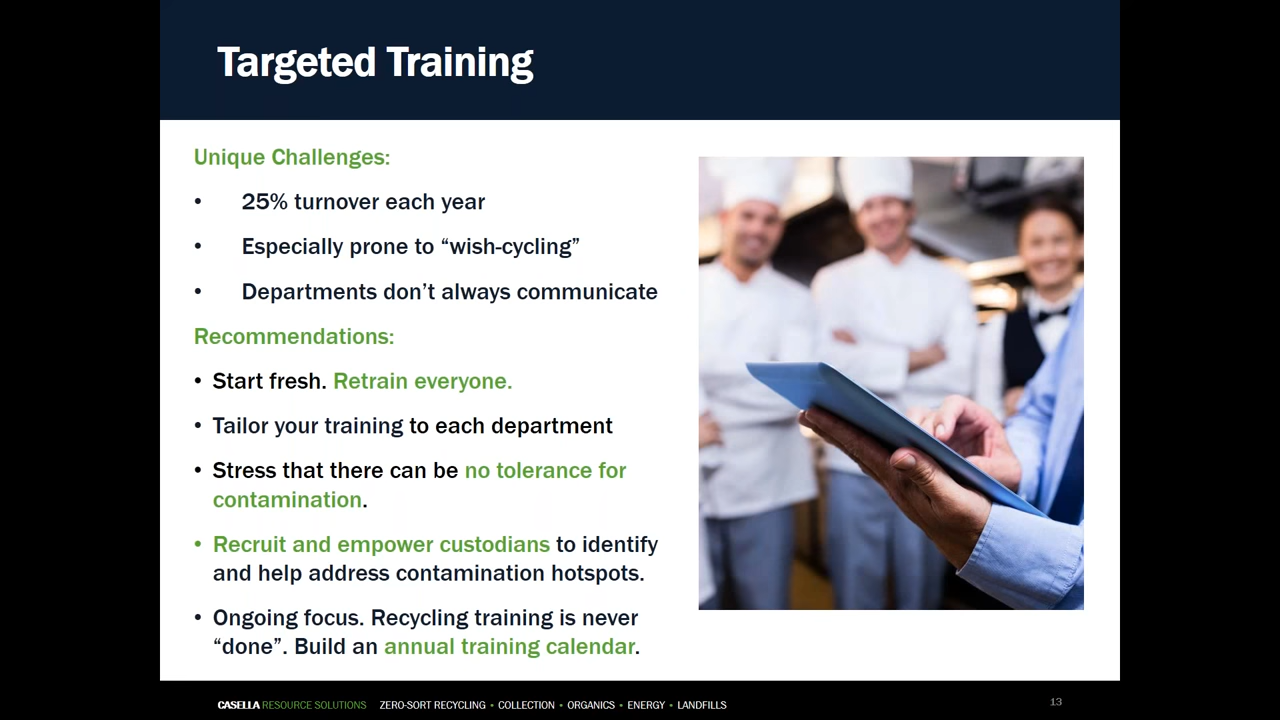 Targeted Training
Unique Challenges:
• 25% turnover each year
• Especially prone to “wish-cycling”
• Departments don’t always communicate
Recommendations:
• Start fresh. Retrain everyone.
• Tailor your training to each department
• Stress that there can be no tolerance for
contamination.
• Recruit and empower custodians to identify
and help address contamination hotspots.
• Ongoing focus. Recycling training is never
“done”. Build an annual training calendar.
CASELLA RESOURCE SOLUTIONS ZERO-SORT RECYCLING • COLLECTION • ORGANICS • ENERGY • LANDFILLS
13